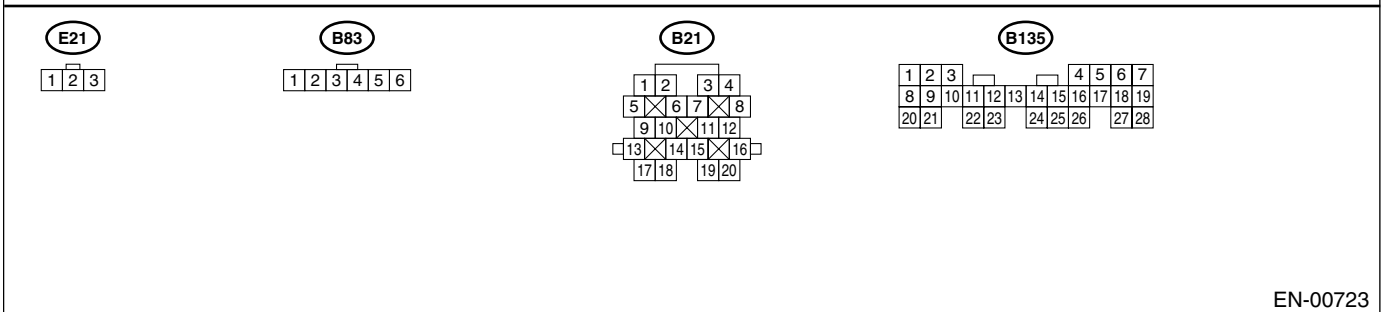 E21 B83 B21 B135
1 2 3
1 2 3 4 5 6
1 2 3 4
5 6 7 8
9 10 11 12
13 14 15 16
17 18 19 20
1 2 3 4 5 6 7
8 9 10 11 12 13 14 15 16 17 18 19
20 21 22 23 24 25 26 27 28
EN-00723